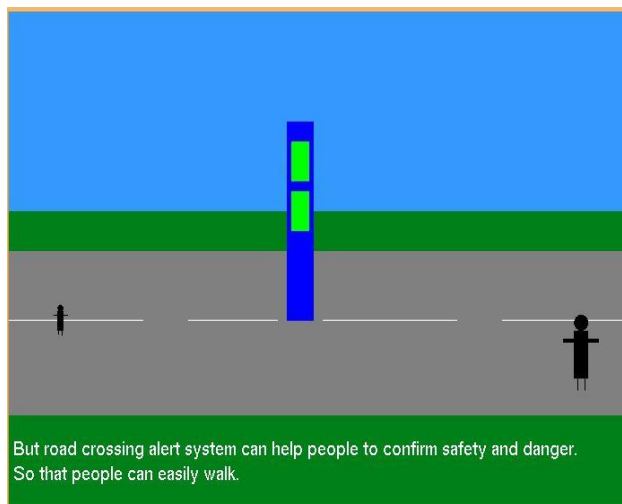 But road crossing alert system can help people to confirm safety and danger.
So that people can easily walk.